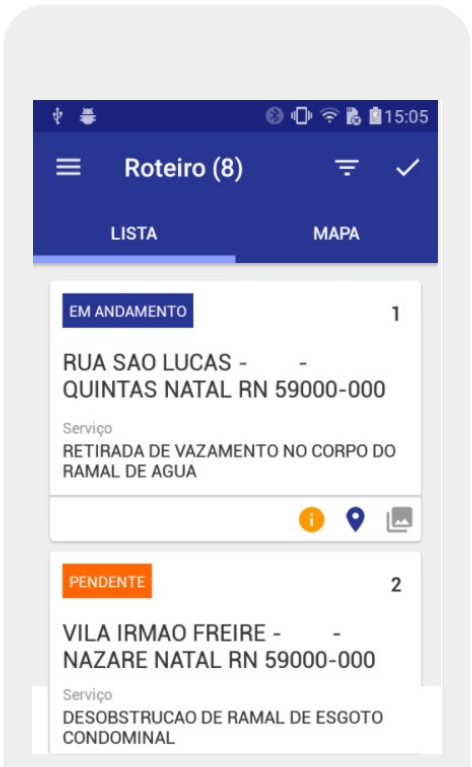 15:05
Roteiro (8)
LISTA MAPA
EM ANDAMENTO 1
RUA SAO LUCAS - -
QUINTAS NATAL RN 59000-000
Serviço
RETIRADA DE VAZAMENTO NO CORPO DO
RAMAL DE AGUA
PENDENTE 2
VILA IRMAO FREIRE - -
NAZARE NATAL RN 59000-000
Serviço
DESOBSTRUCAO DE RAMAL DE ESGOTO
CONDOMINAL